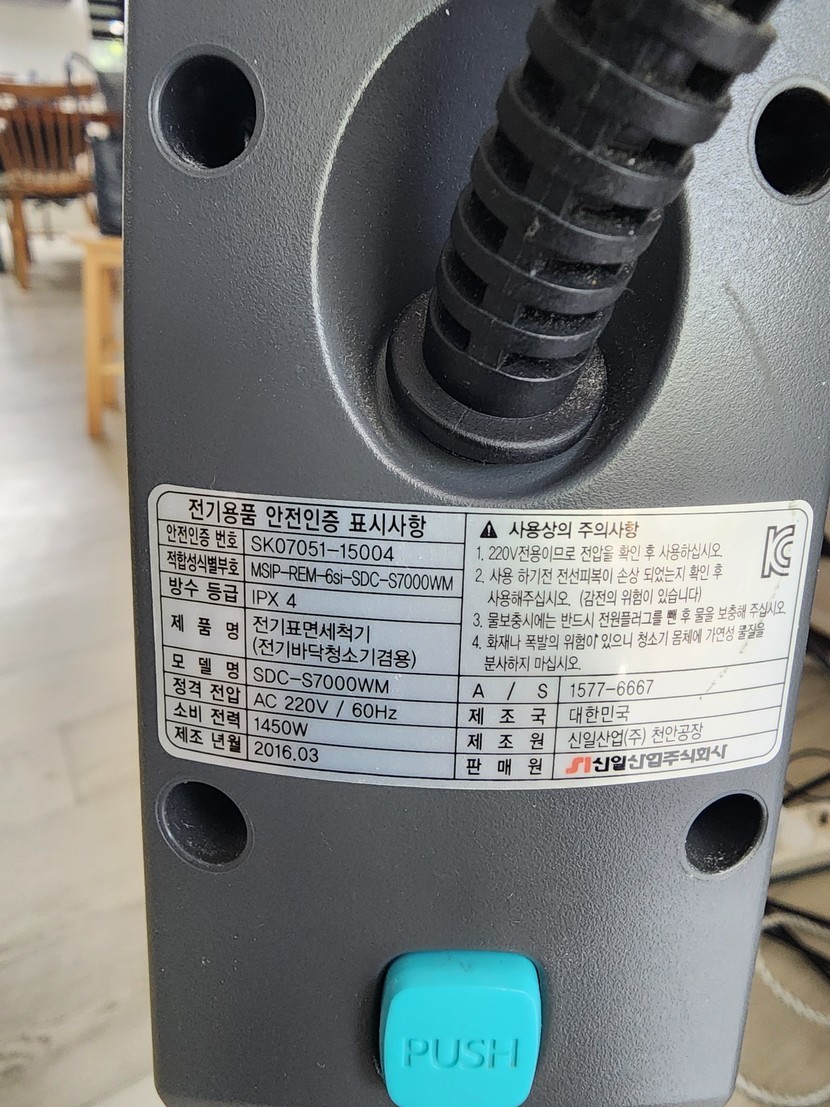 전기용품 안전인증 표시사항
안전인증 번호 SK07051-15004
적합성식별부호 MSIP-REM-6si-SDC-S7000WM
방수 등급 IPX 4
제 품 명 전기표면세척기
(전기바닥청소기겸용)
모 델 명 SDC-S7000WM
정격 전압 AC 220V / 60Hz
소비 전력 1450W
제조 년월 2016.03
사용상의 주의사항
1. 220V전용이므로 전압을 확인 후 사용하십시오.
2. 사용 하기전 전선피복이 손상 되었는지 확인 후
사용해주십시오. (감전의 위험이 있습니다)
3. 물보충시에는 반드시 전원플러그를 뺀 후 물을 보충해 주십시오.
4. 화재나 폭발의 위험이 있으니 청소기 몸체에 가연성 물질을
분사하지 마십시오.
A / S 1577-6667
제 조 국 대한민국
제 조 원 신일산업(주) 천안공장
판 매 원 SI 신일산업주식회사
PUSH